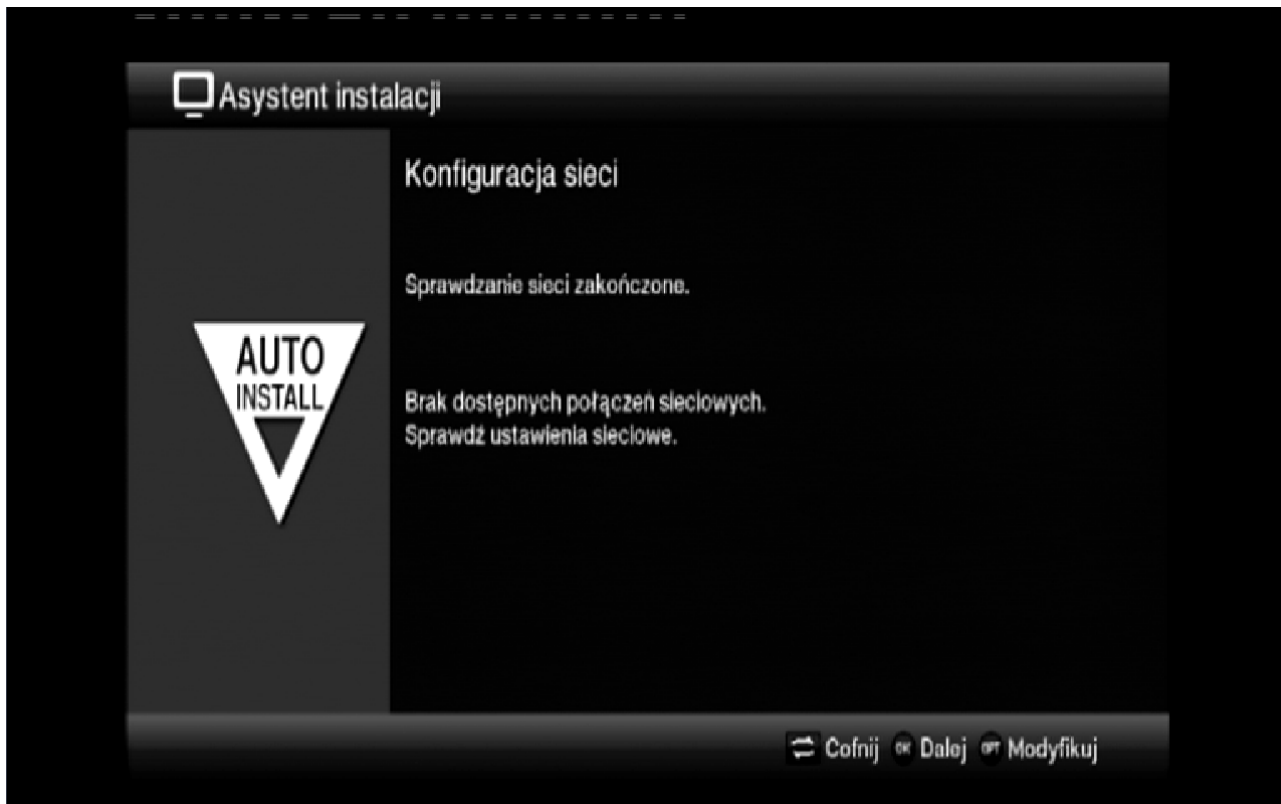 Asystent instalacji
Konfiguracja sieci
Sprawdzanie sieci zakończone.
AUTO
INSTALL
Brak dostępnych połączeń sieciowych.
Sprawdź ustawienia sieciowe.
Cofnij OK Dalej OPT Modyfikuj